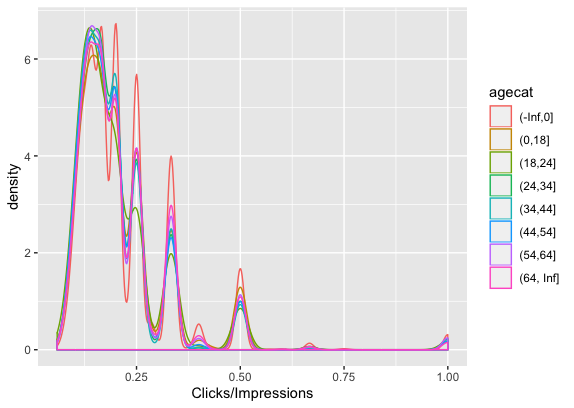 6
4
2
0
density
0.25 0.50 0.75 1.00
Clicks/Impressions
agecat
(-Inf,0]
(0,18]
(18,24]
(24,34]
(34,44]
(44,54]
(54,64]
(64, Inf]